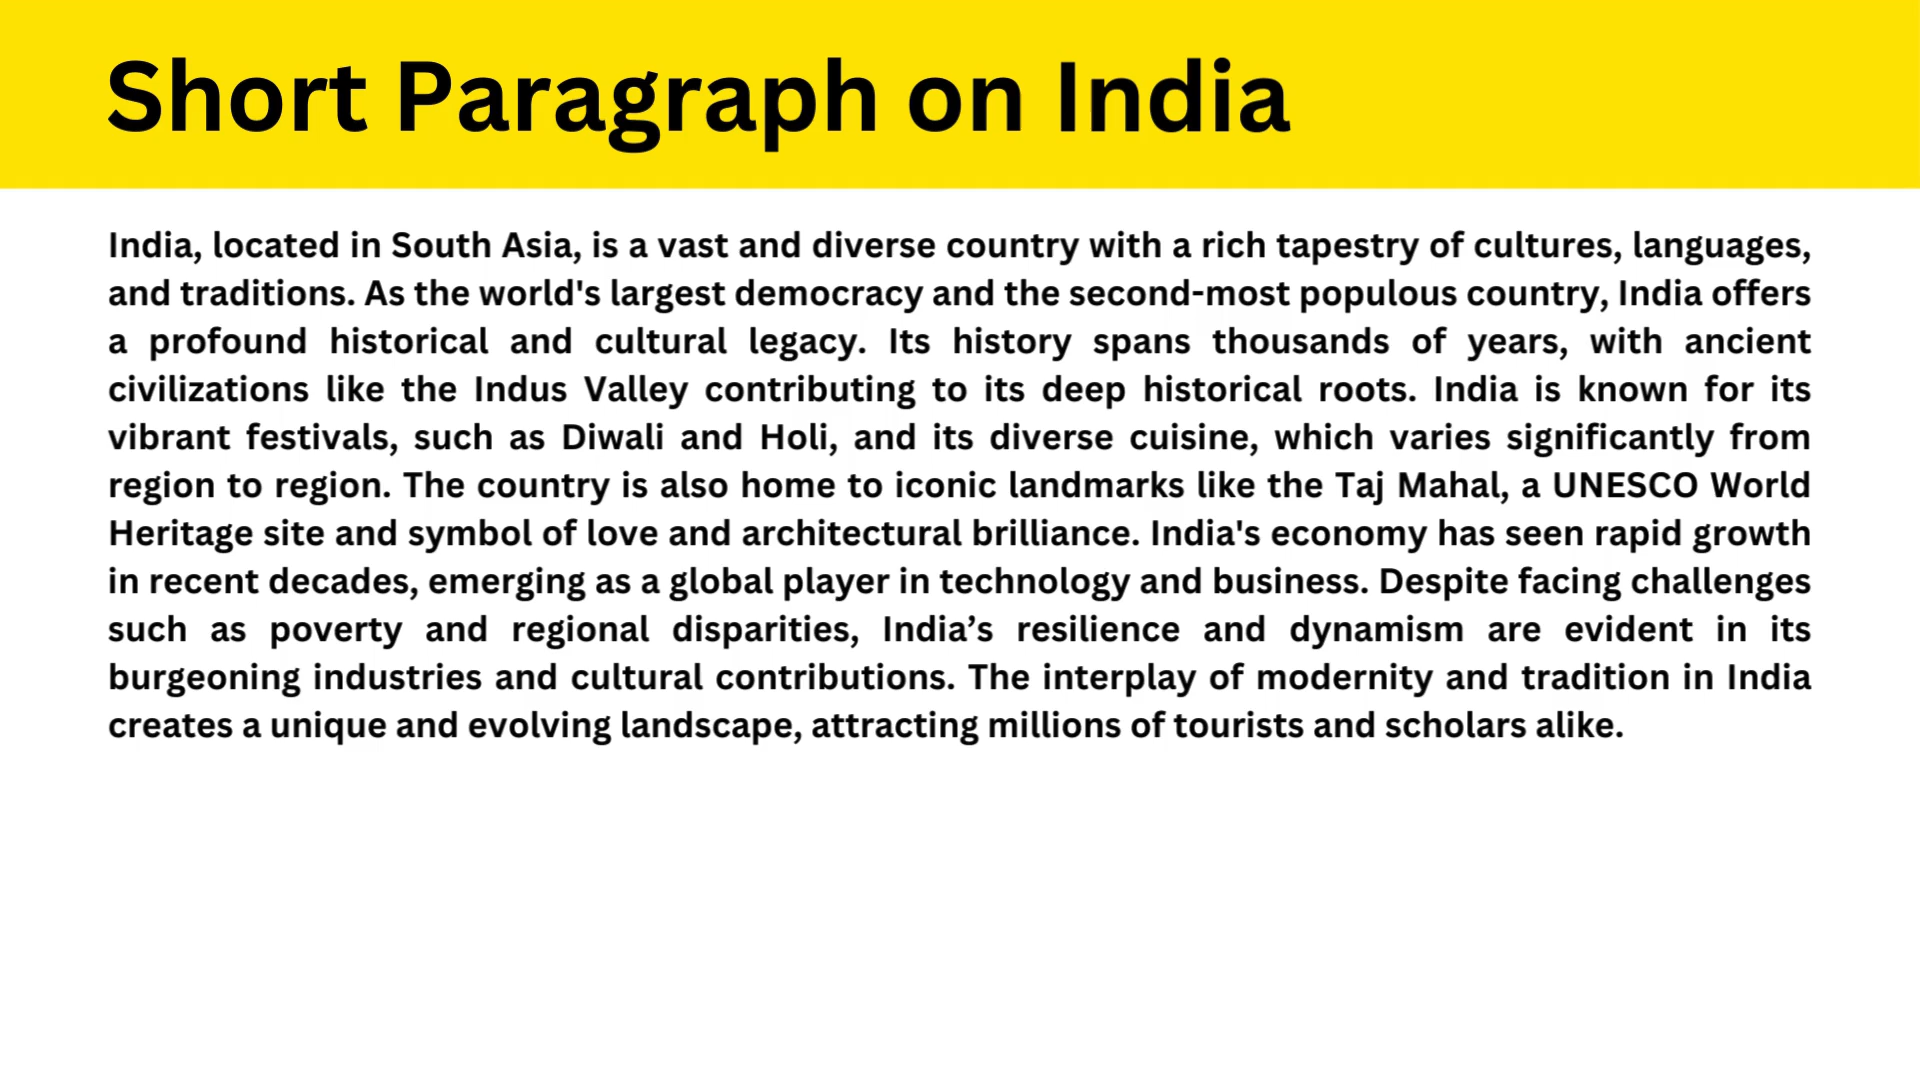 Short Paragraph on India
India, located in South Asia, is a vast and diverse country with a rich tapestry of cultures, languages,
and traditions. As the world's largest democracy and the second-most populous country, India offers
a profound historical and cultural legacy. Its history spans thousands of years, with ancient
civilizations like the Indus Valley contributing to its deep historical roots. India is known for its
vibrant festivals, such as Diwali and Holi, and its diverse cuisine, which varies significantly from
region to region. The country is also home to iconic landmarks like the Taj Mahal, a UNESCO World
Heritage site and symbol of love and architectural brilliance. India's economy has seen rapid growth
in recent decades, emerging as a global player in technology and business. Despite facing challenges
such as poverty and regional disparities, India’s resilience and dynamism are evident in its
burgeoning industries and cultural contributions. The interplay of modernity and tradition in India
creates a unique and evolving landscape, attracting millions of tourists and scholars alike.